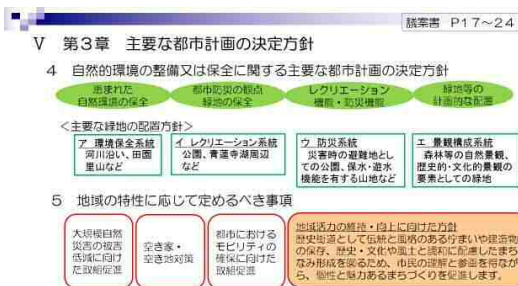 議案書 P17～24
Ⅴ 第3章 主要な都市計画の決定方針
4 自然的環境の整備又は保全に関する主要な都市計画の決定方針
恵まれた
自然環境の保全
都市防災の観点
緑地の保全
レクリエーション
機能・防災機能
緑地等の
計画的な配置
＜主要な緑地の配置方針＞
ア 環境保全系統
河川沿い、田園
里山など
イ レクリエーション系統
公園、青蓮寺湖周辺
など
ウ 防災系統
災害時の避難地とし
ての公園、保水・遊水
機能を有する山地など
エ 景観構成系統
森林等の自然景観、
歴史的・文化的景観の
要素としての緑地
5 地域の特性に応じて定めるべき事項
大規模自然
災害の被害
低減に向け
た取組促進
空き家・
空き地対策
都市における
モビリティの
確保に向けた
取組促進
地域活力の維持・向上に向けた方針
歴史街道として伝統と風格のある佇まいや建造物
の保存、歴史・文化や風土と調和に配慮したまち
なみ形成を図るため、市民の理解と参画を得なが
ら、個性と魅力あるまちづくりを促進します。